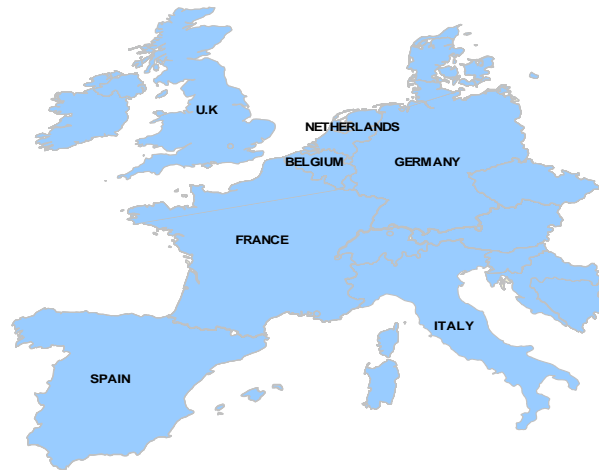 U.K
NETHERLANDS
BELGIUM
GERMANY
FRANCE
ITALY
SPAIN